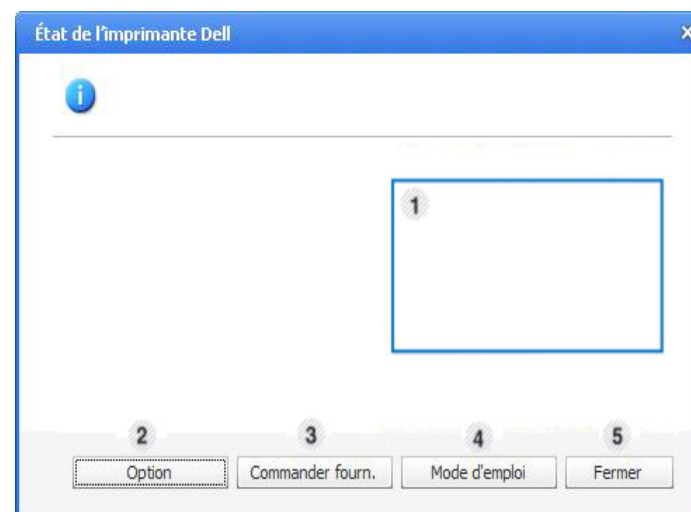 État de l'imprimante Dell
1
2 3 4 5
Option Commander fourn. Mode d'emploi Fermer